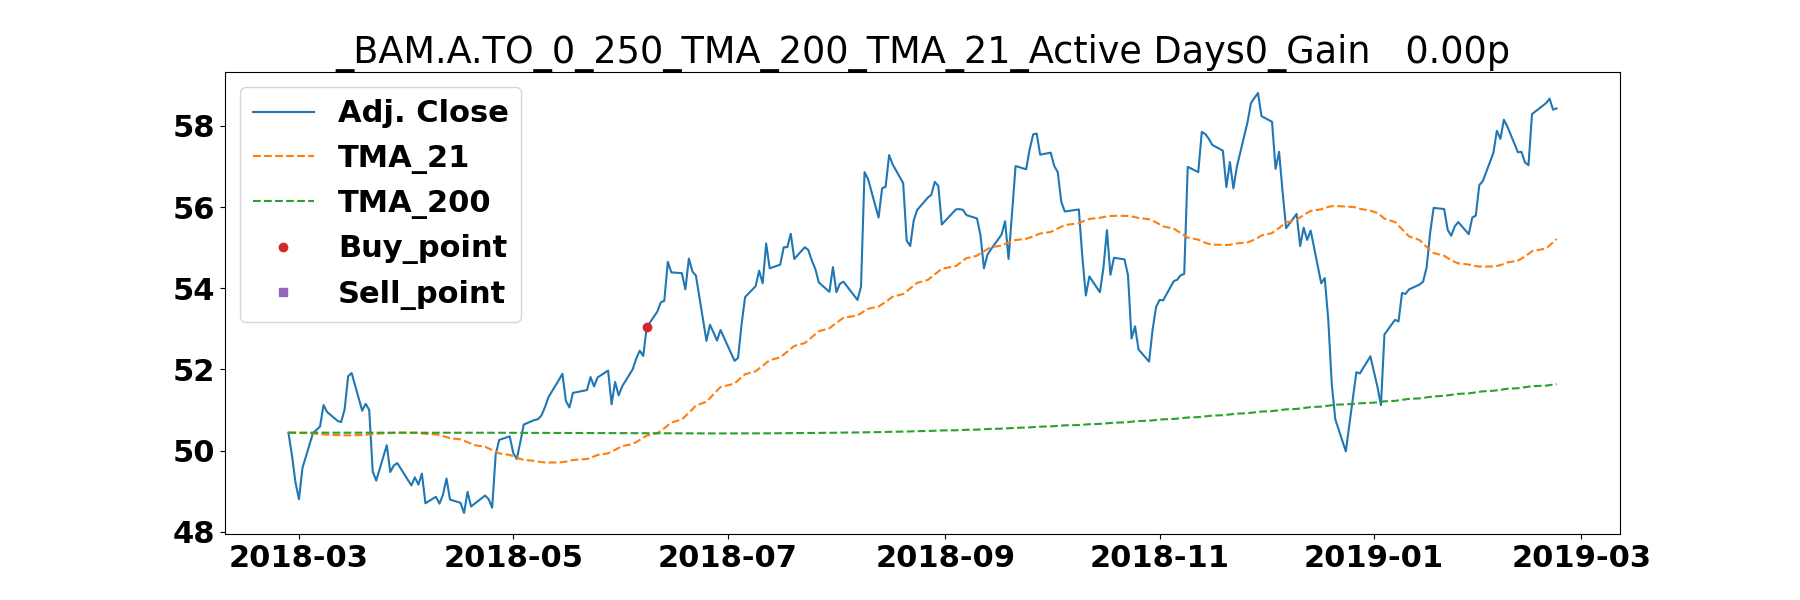 _BAM.A.TO_0_250_TMA_200_TMA_21_Active Days0_Gain   0.00p
Adj. Close
TMA_21
TMA_200
Buy_point
Sell_point
58
56
54
52
50
48
2018-03 2018-05 2018-07 2018-09 2018-11 2019-01 2019-03